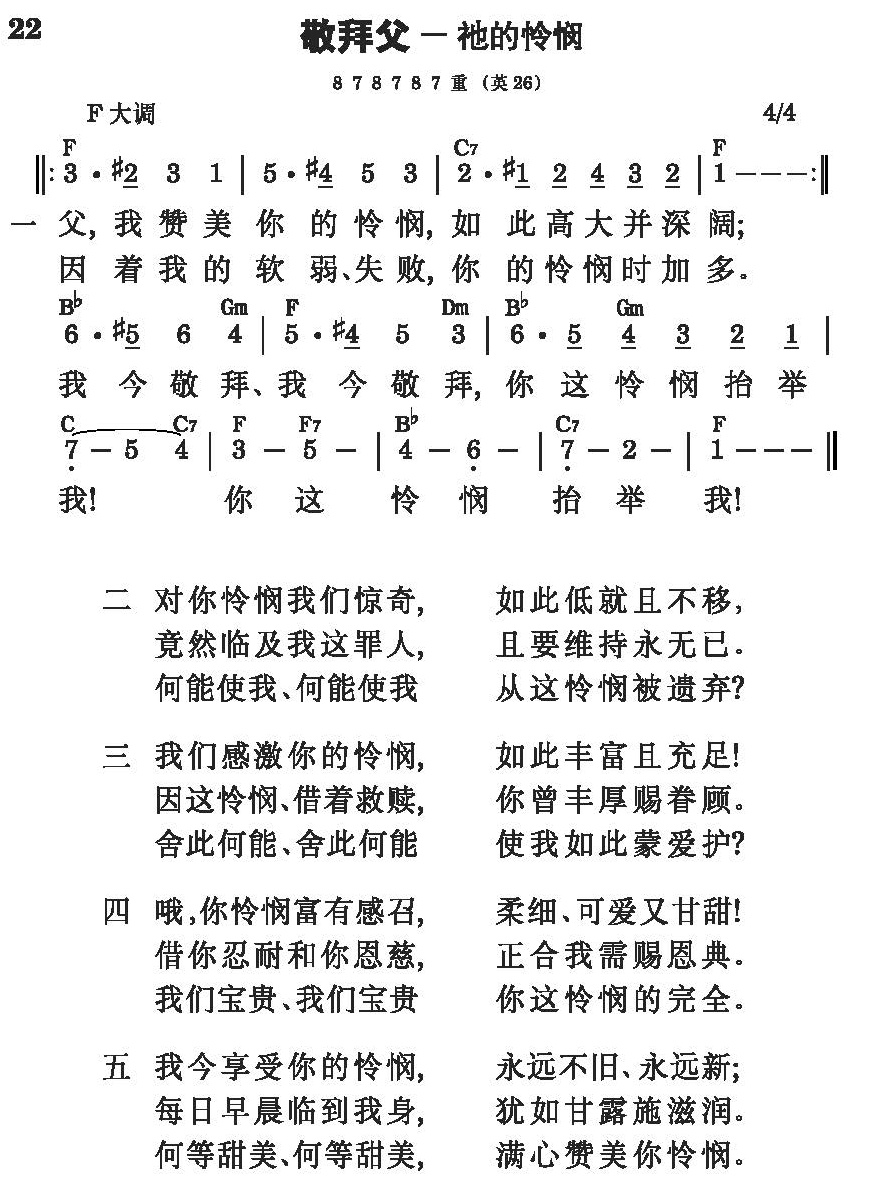 22
敬拜父 — 祂的怜悯
8 7 8 7 8 7 重 (英 26)
F 大调 4/4
F C7 F
‖: 3 · #2 3 1 | 5 · #4 5 3 | 2 · #1 2 4 3 2 | 1 – – – :‖
一 父, 我 赞 美 你 的 怜 悯, 如 此 高 大 并 深 阔;
因 着 我 的 软 弱、失 败, 你 的 怜 悯 时 加 多。
B♭ Gm F Dm B♭ Gm
6 · #5 6 4 | 5 · #4 5 3 | 6 · 5 4 3 2 1 |
我 今 敬 拜、我 今 敬 拜, 你 这 怜 悯 抬 举
C C7 F F7 B♭ C7 F
7 – 5 4 | 3 – 5 – | 4 – 6 – | 7 – 2 – | 1 – – – ‖
我! 你 这 怜 悯 抬 举 我!
二 对你怜悯我们惊奇, 如此低就且不移,
竟然临及我这罪人, 且要维持永无已。
何能使我、何能使我 从这怜悯被遗弃?
三 我们感激你的怜悯, 如此丰富且充足!
因这怜悯、借着救赎, 你曾丰厚赐眷顾。
舍此何能、舍此何能 使我如此蒙爱护?
四 哦,你怜悯富有感召, 柔细、可爱又甘甜!
借你忍耐和你恩慈, 正合我需赐恩典。
我们宝贵、我们宝贵 你这怜悯的完全。
五 我今享受你的怜悯, 永远不旧、永远新;
每日早晨临到我身, 犹如甘露施滋润。
何等甜美、何等甜美, 满心赞美你怜悯。